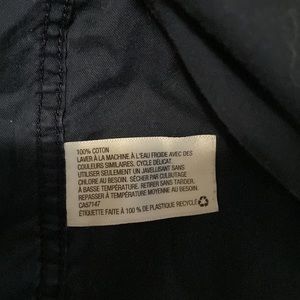 100% COTON
LAVER À LA MACHINE À L'EAU FROIDE AVEC DES
COULEURS SIMILAIRES. CYCLE DÉLICAT.
UTILISER SEULEMENT UN JAVELLISANT SANS
CHLORE AU BESOIN. SÉCHER PAR CULBUTAGE
À BASSE TEMPÉRATURE. RETIRER SANS TARDER.
REPASSER À TEMPÉRATURE MOYENNE AU BESOIN.
CA57147
ÉTIQUETTE FAITE À 100 % DE PLASTIQUE RECYCLÉ